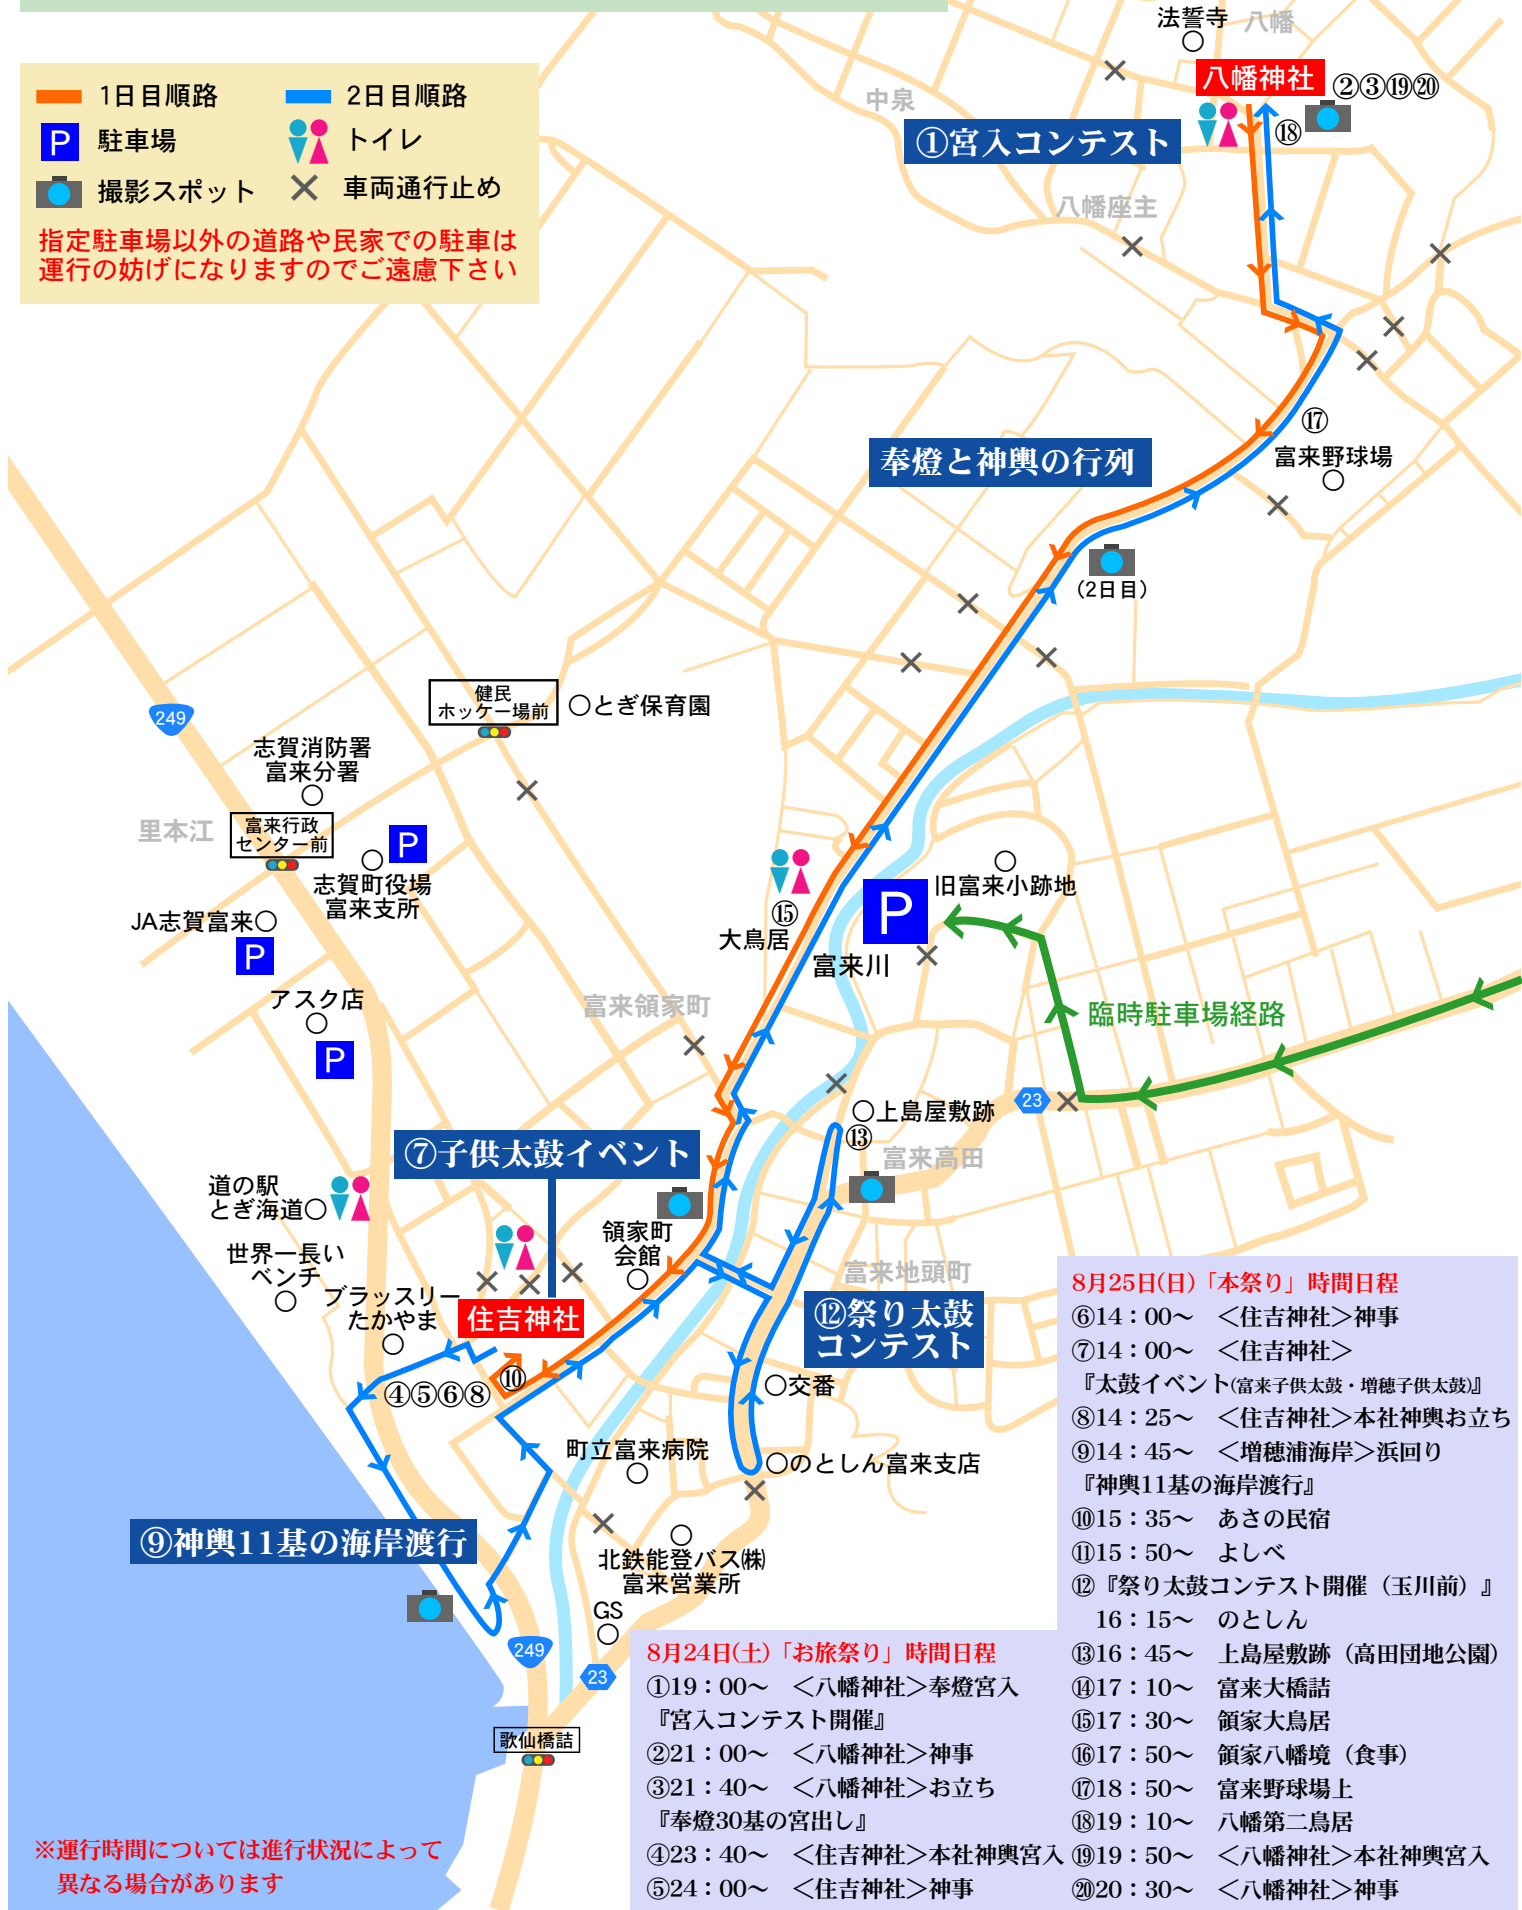 1日目順路
2日目順路
P
駐車場
トイレ
撮影スポット
車両通行止め
指定駐車場以外の道路や民家での駐車は
運行の妨げになりますのでご遠慮下さい
法誓寺
八幡
八幡神社
②③⑲⑳
中泉
①宮入コンテスト
⑱
八幡座主
⑰
富来野球場
奉燈と神輿の行列
(2日目)
健民
ホッケー場前
とぎ保育園
249
志賀消防署
富来分署
里本江
富来行政
センター前
P
志賀町役場
富来支所
JA志賀富来
P
アスク店
P
⑮
大鳥居
P
旧富来小跡地
富来川
富来領家町
臨時駐車場経路
23
上島屋敷跡
⑬
富来高田
⑦子供太鼓イベント
道の駅
とぎ海道
世界一長い
ベンチ
領家町
会館
ブラッスリー
たかやま
住吉神社
富来地頭町
⑫祭り太鼓
コンテスト
⑩
④⑤⑥⑧
交番
町立富来病院
のとしん富来支店
⑨神輿11基の海岸渡行
北鉄能登バス㈱
富来営業所
GS
249
23
歌仙橋詰
※運行時間については進行状況によって
異なる場合があります
8月24日(土)「お旅祭り」時間日程
①19：00～　＜八幡神社＞奉燈宮入
『宮入コンテスト開催』
②21：00～　＜八幡神社＞神事
③21：40～　＜八幡神社＞お立ち
『奉燈30基の宮出し』
④23：40～　＜住吉神社＞本社神輿宮入
⑤24：00～　＜住吉神社＞神事
8月25日(日)「本祭り」時間日程
⑥14：00～　＜住吉神社＞神事
⑦14：00～　＜住吉神社＞
『太鼓イベント(富来子供太鼓・増穂子供太鼓)』
⑧14：25～　＜住吉神社＞本社神輿お立ち
⑨14：45～　＜増穂浦海岸＞浜回り
『神輿11基の海岸渡行』
⑩15：35～　あさの民宿
⑪15：50～　よしべ
⑫『祭り太鼓コンテスト開催（玉川前）』
16：15～　のとしん
⑬16：45～　上島屋敷跡（高田団地公園）
⑭17：10～　富来大橋詰
⑮17：30～　領家大鳥居
⑯17：50～　領家八幡境（食事）
⑰18：50～　富来野球場上
⑱19：10～　八幡第二鳥居
⑲19：50～　＜八幡神社＞本社神輿宮入
⑳20：30～　＜八幡神社＞神事